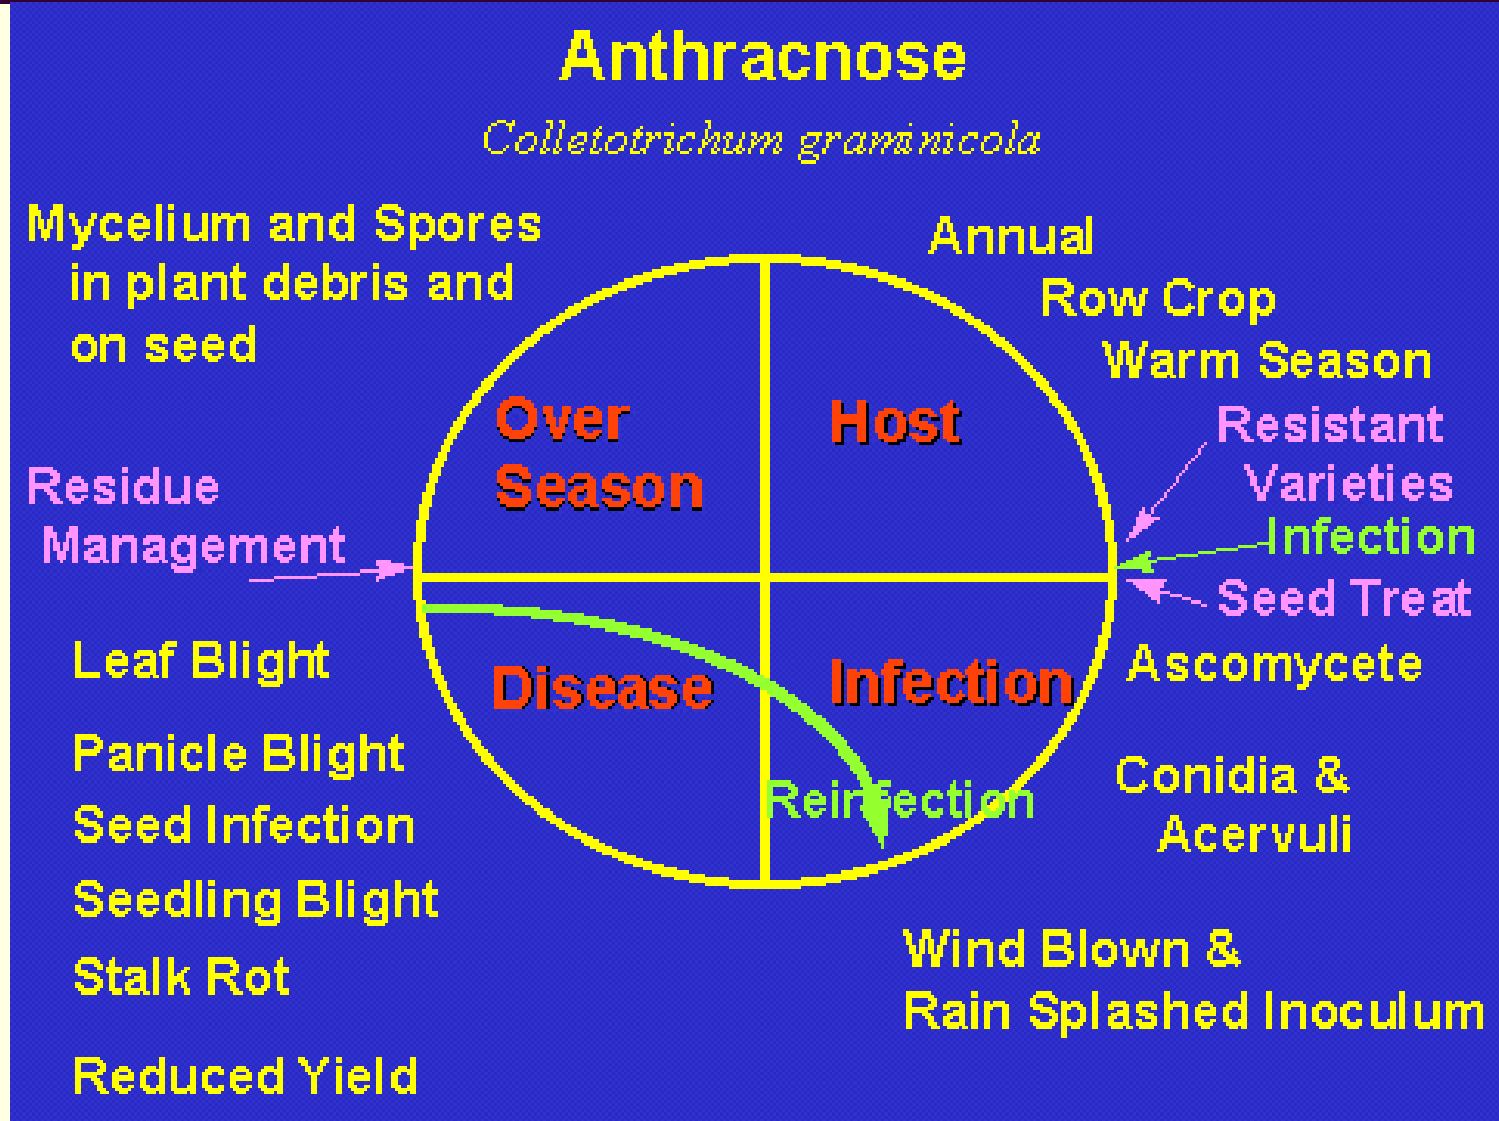 Anthracnose
Colletotrichum graminicola
Mycelium and Spores
in plant debris and
on seed
Annual
Row Crop
Warm Season
Over
Season
Host
Resistant
Varieties
Residue
Management
Infection
Seed Treat
Leaf Blight
Disease
Infection
Ascomycete
Panicle Blight
Reinfection
Conidia &
Acervuli
Seed Infection
Seedling Blight
Stalk Rot
Wind Blown &
Rain Splashed Inoculum
Reduced Yield